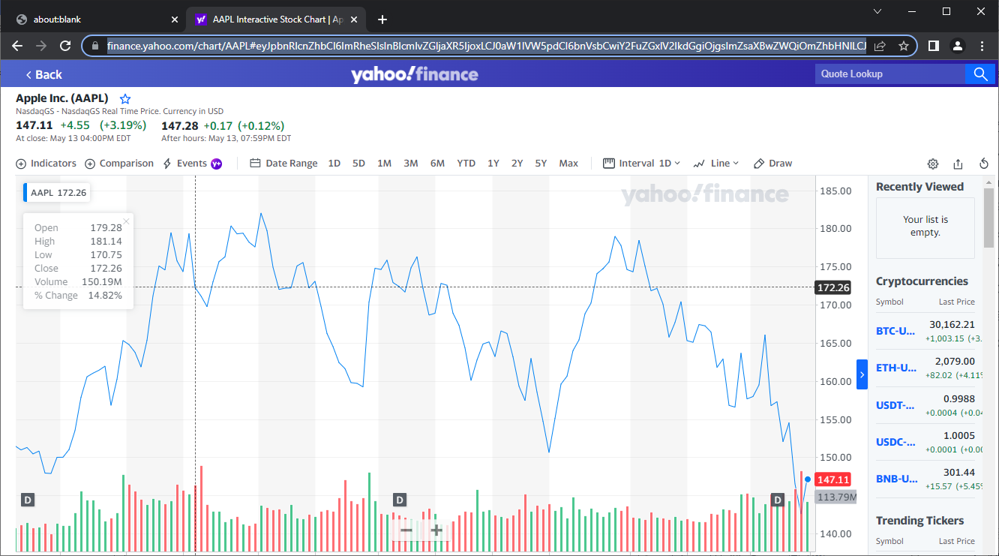 about:blank
AAPL Interactive Stock Chart | Ap
finance.yahoo.com/chart/AAPL#eyJpbnRlcnZhbCI6ImRheSIsInBlcmlvZGljaXR5IjoxLCJ0aW1lVW5pdCI6bnVsbCwiY2FuZGxlV2lkdGgiOjgsImZsaXBwZWQiOmZhbHNlLCJ
Back
yahoo!finance
Quote Lookup
Apple Inc. (AAPL)
NasdaqGS - NasdaqGS Real Time Price. Currency in USD
147.11 +4.55 (+3.19%) 147.28 +0.17 (+0.12%)
At close: May 13 04:00PM EDT After hours: May 13, 07:59PM EDT
Indicators Comparison Events y+ Date Range 1D 5D 1M 3M 6M YTD 1Y 2Y 5Y Max Interval 1D Line Draw
AAPL 172.26
yahoo!finance
Open 179.28
High 181.14
Low 170.75
Close 172.26
Volume 150.19M
% Change 14.82%
185.00
180.00
175.00
172.26
170.00
165.00
160.00
155.00
150.00
147.11
113.79M
140.00
D D D
Recently Viewed
Your list is
empty.
Cryptocurrencies
Symbol Last Price
BTC-U... 30,162.21
+1,003.15 (+3.
ETH-U... 2,079.00
+82.02 (+4.11%
USDT-... 0.9988
+0.0004 (+0.04
USDC-... 1.0005
+0.0001 (+0.00
BNB-U... 301.44
+15.57 (+5.45%
Trending Tickers
Symbol Last Price